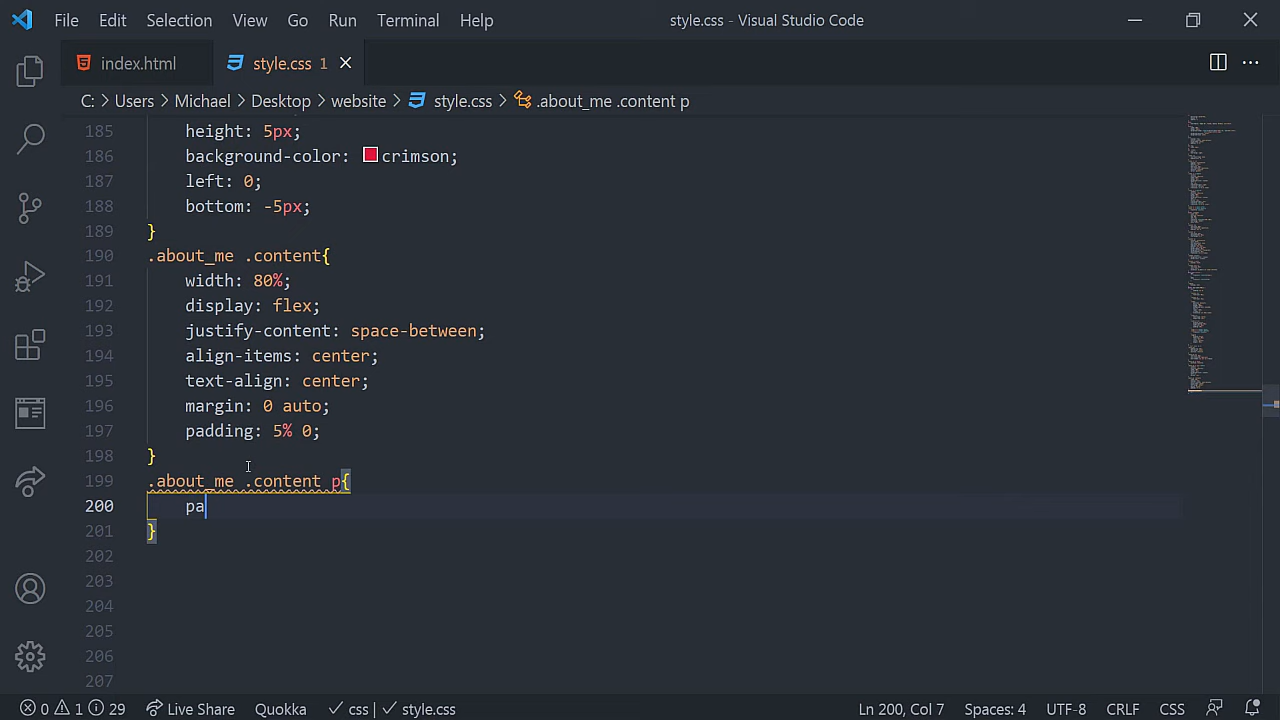 File Edit Selection View Go Run Terminal Help style.css - Visual Studio Code
index.html style.css 1
C: > Users > Michael > Desktop > website > style.css > .about_me .content p
185 height: 5px;
186 background-color: crimson;
187 left: 0;
188 bottom: -5px;
189 }
190 .about_me .content{
191 width: 80%;
192 display: flex;
193 justify-content: space-between;
194 align-items: center;
195 text-align: center;
196 margin: 0 auto;
197 padding: 5% 0;
198 }
199 .about_me .content p{
200 pa
201 }
202
203
204
205
206
207
0 1 29 Live Share Quokka css | style.css Ln 200, Col 7 Spaces: 4 UTF-8 CRLF CSS